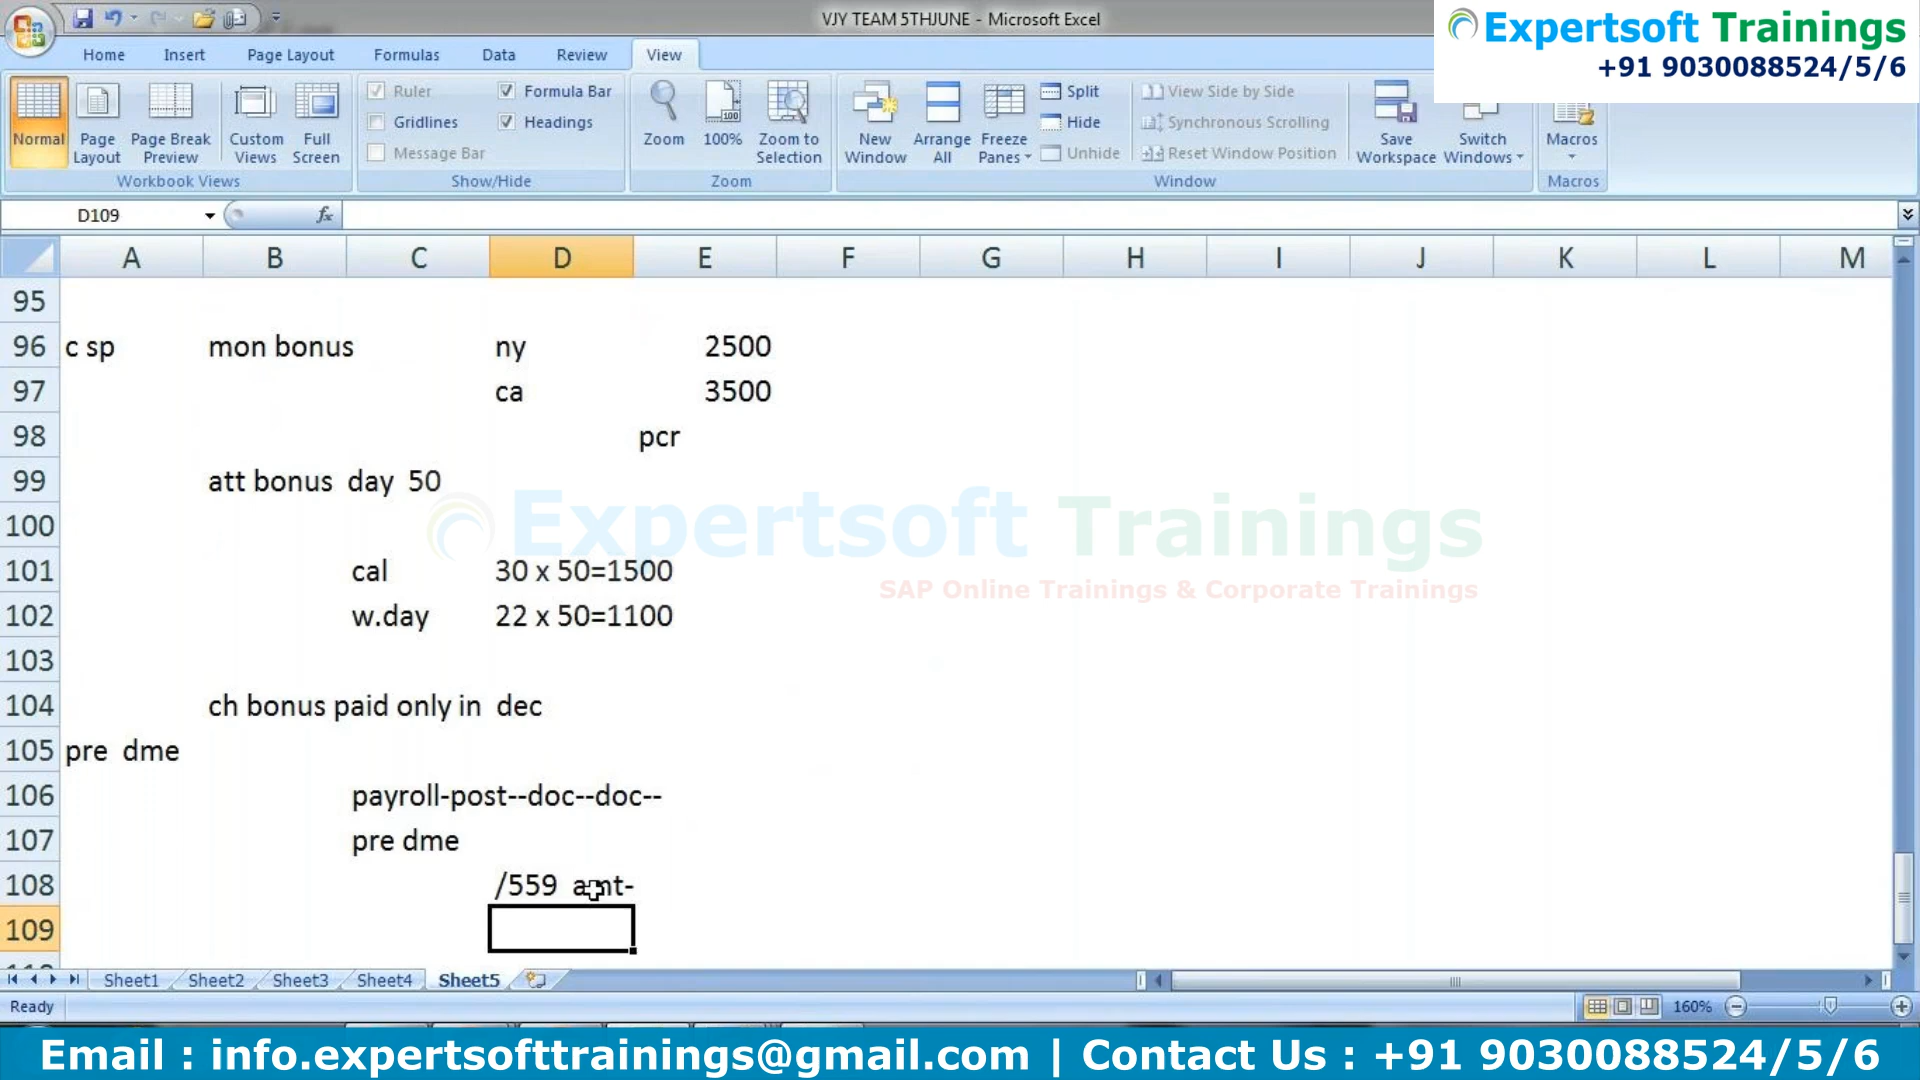 VJY TEAM 5THJUNE - Microsoft Excel
Expertsoft Trainings
+91 9030088524/5/6
Home Insert Page Layout Formulas Data Review View
Normal
Page Layout
Page Break Preview
Custom Views
Full Screen
Workbook Views
Ruler
Gridlines
Message Bar
Formula Bar
Headings
Show/Hide
Zoom
100%
Zoom to Selection
Zoom
New Window
Arrange All
Freeze Panes
Split
Hide
Unhide
View Side by Side
Synchronous Scrolling
Reset Window Position
Save Workspace
Switch Windows
Window
Macros
Macros
D109 fx
A B C D E F G H I J K L M
95
96 c sp mon bonus ny 2500
97 ca 3500
98 pcr
99 att bonus day 50
100
Expertsoft Trainings
101 cal 30 x 50=1500
SAP Online Trainings & Corporate Trainings
102 w.day 22 x 50=1100
103
104 ch bonus paid only in dec
105 pre dme
106 payroll-post--doc--doc--
107 pre dme
108 /559 amt-
109
Sheet1 Sheet2 Sheet3 Sheet4 Sheet5
Ready 160%
Email : info.expertsofttrainings@gmail.com | Contact Us : +91 9030088524/5/6